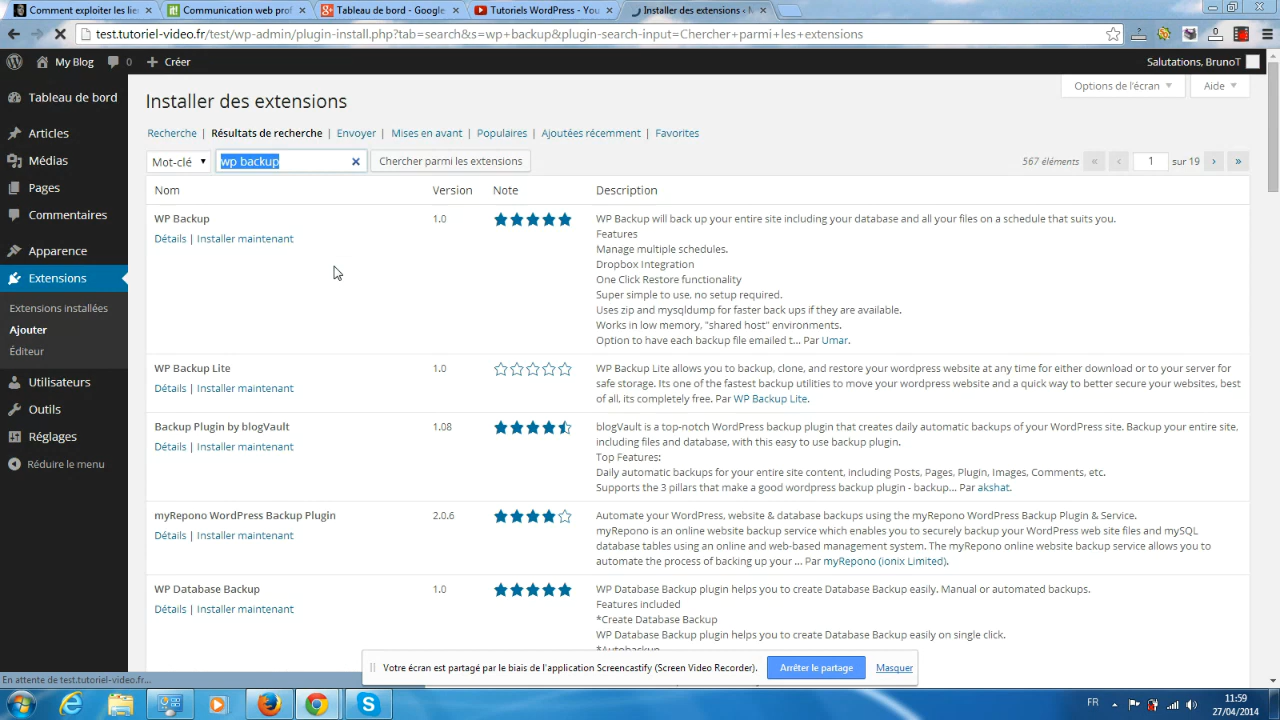 Comment exploiter les lie
Communication web prof
Tableau de bord - Google
Tutoriels WordPress - You
Installer des extensions ‹ M
test.tutoriel-video.fr/test/wp-admin/plugin-install.php?tab=search&s=wp+backup&plugin-search-input=Chercher+parmi+les+extensions
My Blog
0
Créer
Salutations, BrunoT
Options de l'écran
Aide
Tableau de bord
Articles
Médias
Pages
Commentaires
Apparence
Extensions
Extensions installées
Ajouter
Éditeur
Utilisateurs
Outils
Réglages
Réduire le menu
Installer des extensions
Recherche | Résultats de recherche | Envoyer | Mises en avant | Populaires | Ajoutées récemment | Favorites
Mot-clé
wp backup
Chercher parmi les extensions
567 éléments « ‹ 1 sur 19 › »
Nom Version Note Description
WP Backup 1.0
Détails | Installer maintenant
WP Backup will back up your entire site including your database and all your files on a schedule that suits you.
Features
Manage multiple schedules.
Dropbox Integration
One Click Restore functionality
Super simple to use, no setup required.
Uses zip and mysqldump for faster back ups if they are available.
Works in low memory, "shared host" environments.
Option to have each backup file emailed t... Par Umar.
WP Backup Lite 1.0
Détails | Installer maintenant
WP Backup Lite allows you to backup, clone, and restore your wordpress website at any time for either download or to your server for
safe storage. Its one of the fastest backup utilities to move your wordpress website and a quick way to better secure your websites, best
of all, its completely free. Par WP Backup Lite.
Backup Plugin by blogVault 1.08
Détails | Installer maintenant
blogVault is a top-notch WordPress backup plugin that creates daily automatic backups of your WordPress site. Backup your entire site,
including files and database, with this easy to use backup plugin.
Top Features:
Daily automatic backups for your entire site content, including Posts, Pages, Plugin, Images, Comments, etc.
Supports the 3 pillars that make a good wordpress backup plugin - backup... Par akshat.
myRepono WordPress Backup Plugin 2.0.6
Détails | Installer maintenant
Automate your WordPress, website & database backups using the myRepono WordPress Backup Plugin & Service.
myRepono is an online website backup service which enables you to securely backup your WordPress web site files and mySQL
database tables using an online and web-based management system. The myRepono online website backup service allows you to
automate the process of backing up your ... Par myRepono (ionix Limited).
WP Database Backup 1.0
Détails | Installer maintenant
WP Database Backup plugin helps you to create Database Backup easily. Manual or automated backups.
Features included
*Create Database Backup
WP Database Backup plugin helps you to create Database Backup easily on single click.
*Autobackup
Votre écran est partagé par le biais de l'application Screencastify (Screen Video Recorder).
Arrêter le partage
Masquer
En attente de test.tutoriel-video.fr...
FR
11:59
27/04/2014